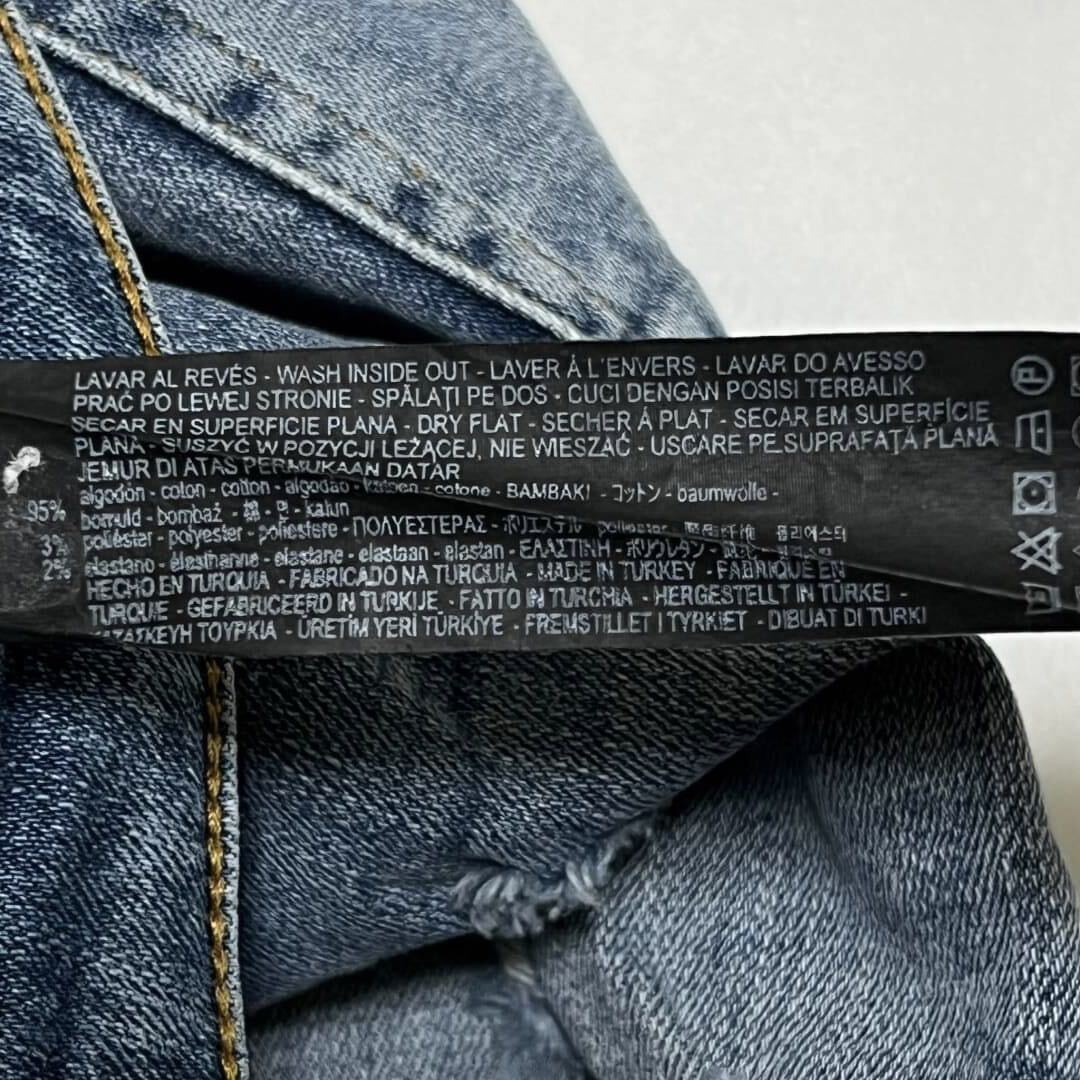 LAVAR AL REVÉS - WASH INSIDE OUT - LAVER À L'ENVERS - LAVAR DO AVESSO
PRAĆ PO LEWEJ STRONIE - SPĂLAȚI PE DOS - CUCI DENGAN POSISI TERBALIK
SECAR EN SUPERFICIE PLANA - DRY FLAT - SECHER À PLAT - SECAR EM SUPERFÍCIE
PLANA - SUSZYĆ W POZYCJI LEŻĄCEJ, NIE WIESZAĆ - USCARE PE SUPRAFAȚĂ PLANĂ
JEMUR DI ATAS PERMUKAAN DATAR
algodón - coton - cotton - algodão - - cotone - BAMBAKI - コットン - baumwolle -
95% bomuld - bombaž - 綿 - 면 - katun
3% poliéster - polyester - poliestere - ΠΟΛΥΕΣΤΕΡΑΣ - ポリエステル - 폴리에스터
2% elastano - élasthanne - elastane - elastaan - elastan - ΕΛΑΣΤΙΝΗ - ポリウレタン -
HECHO EN TURQUIA - FABRICADO NA TURQUIA - MADE IN TURKEY - FABRIQUÉ EN
TURQUIE - GEFABRICEERD IN TURKIJE - FATTO IN TURCHIA - HERGESTELLT IN TÜRKEI -
ΤΟΥΡΚΙΑ - ÜRETİM YERİ TÜRKİYE - FREMSTILLET I TYRKIET - DIBUAT DI TURKI
P